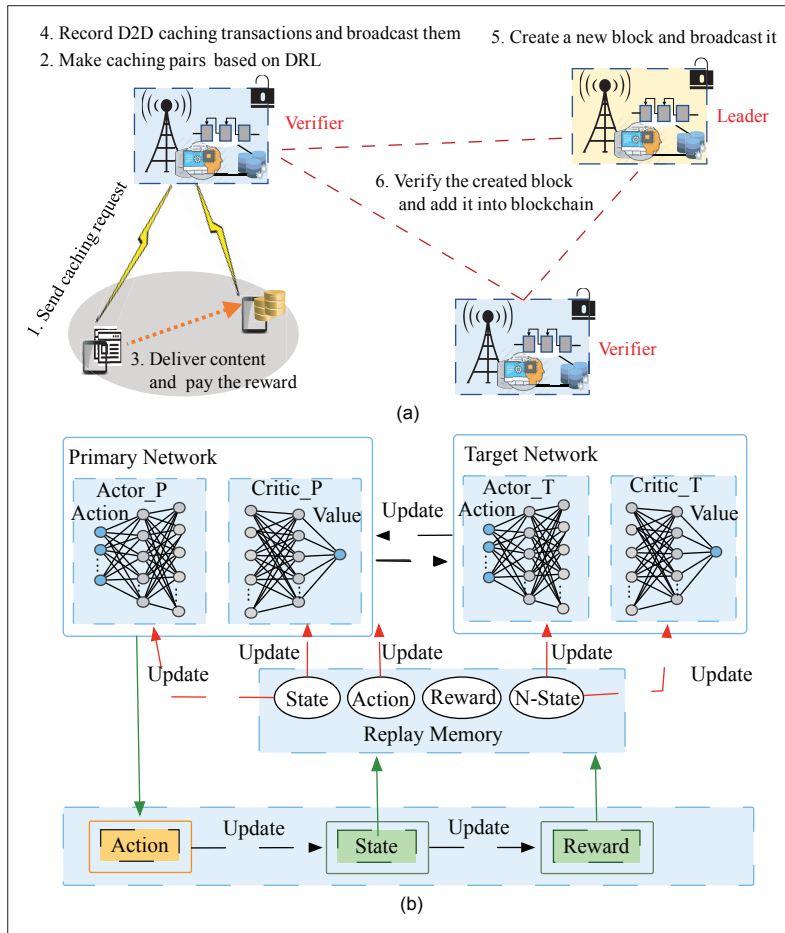 4. Record D2D caching transactions and broadcast them
2. Make caching pairs based on DRL
5. Create a new block and broadcast it
Verifier
Leader
6. Verify the created block
and add it into blockchain
1. Send caching request
3. Deliver content
and pay the reward
Verifier
(a)
Primary Network
Target Network
Actor_P
Critic_P
Actor_T
Critic_T
Action
Value
Update
Action
Value
Update
Update
Update
Update
Update
State
Action
Reward
N-State
Replay Memory
Update
Update
Action
State
Reward
(b)